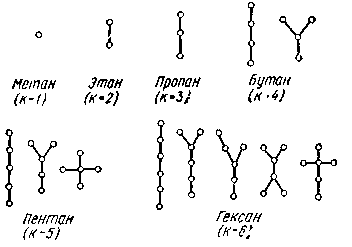 Метан Этан Пропан Бутан
(к-1) (к=2) (к=3) (к·4)
Пентан Гексан
(к-5) (к-6)